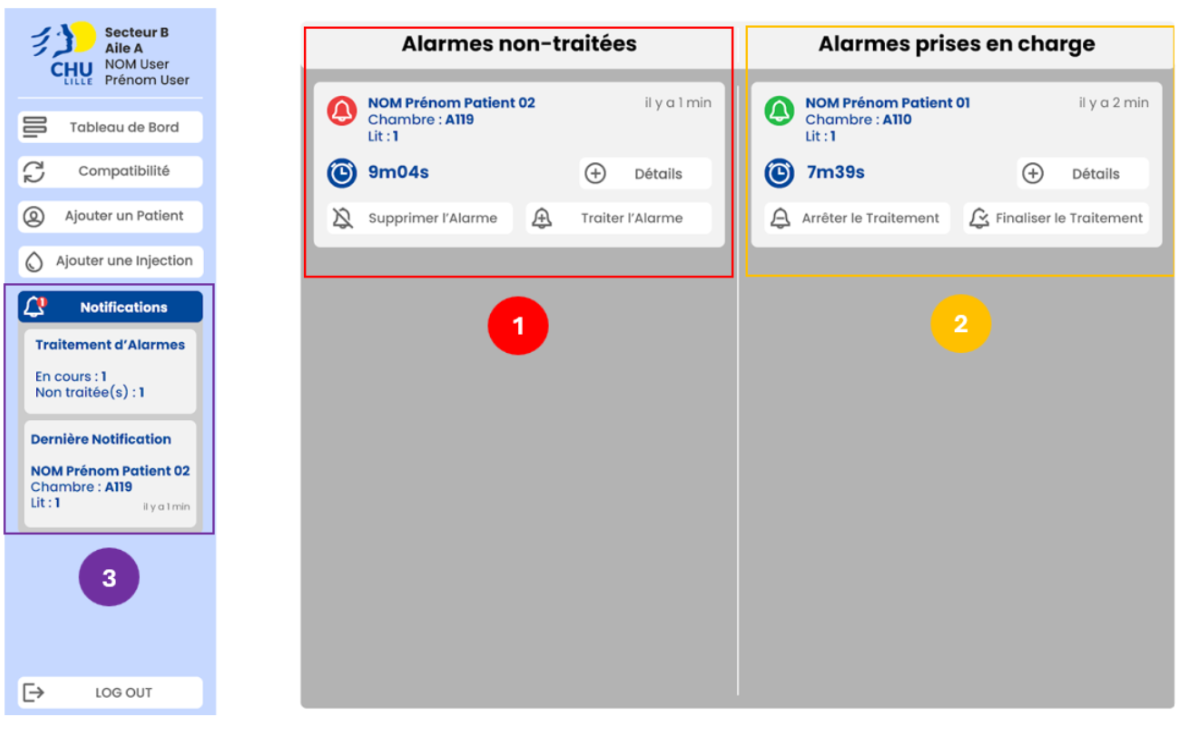 Secteur B
Aile A
NOM User
Prénom User
CHU
LILLE
Tableau de Bord
Compatibilité
Ajouter un Patient
Ajouter une Injection
1
Notifications
Traitement d'Alarmes
En cours : 1
Non traitée(s) : 1
Dernière Notification
NOM Prénom Patient 02
Chambre : A119
Lit : 1
il y a 1 min
3
LOG OUT
Alarmes non-traitées
NOM Prénom Patient 02
il y a 1 min
Chambre : A119
Lit : 1
9m04s
Détails
Supprimer l'Alarme
Traiter l'Alarme
1
Alarmes prises en charge
NOM Prénom Patient 01
il y a 2 min
Chambre : A110
Lit : 1
7m39s
Détails
Arrêter le Traitement
Finaliser le Traitement
2